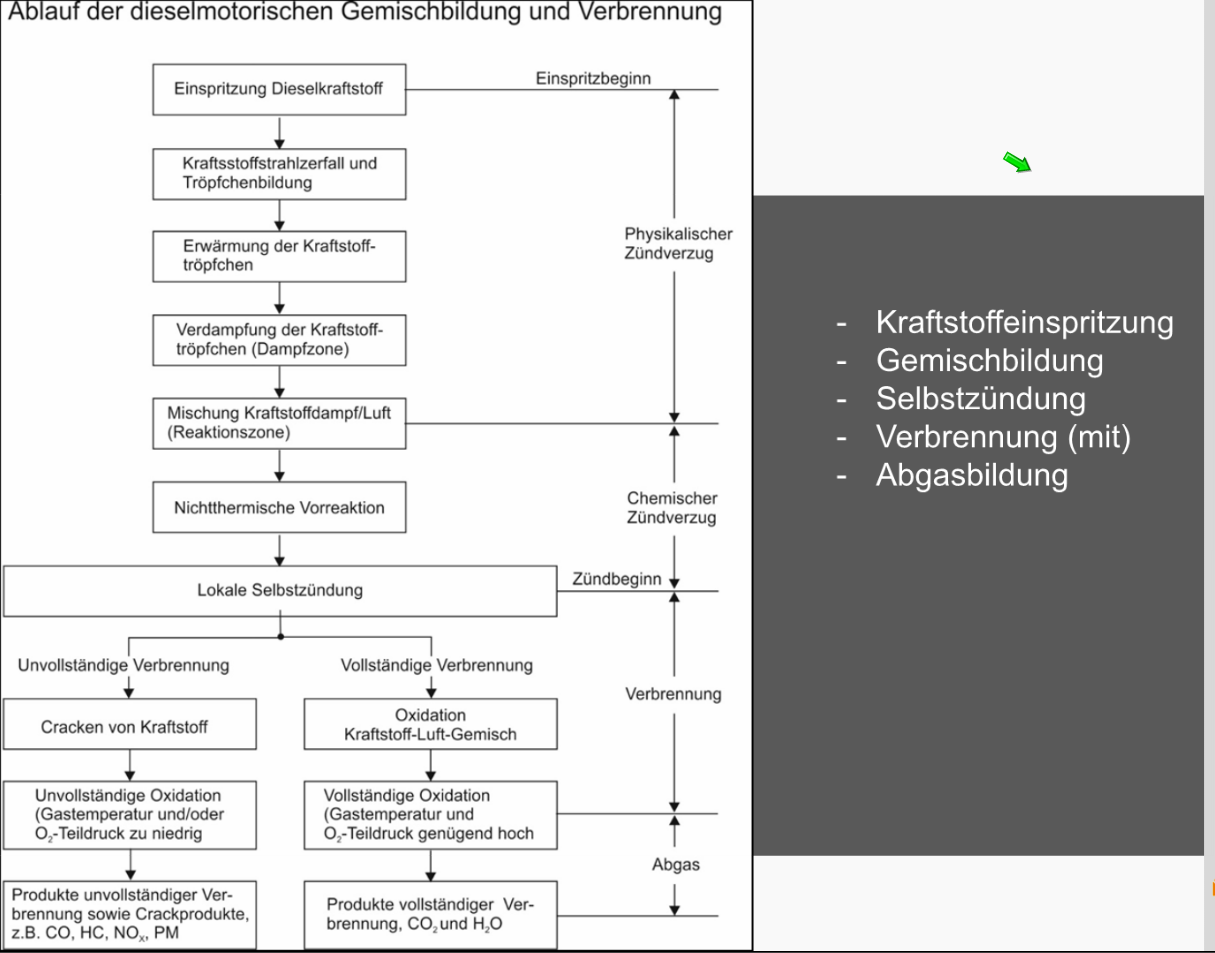 Ablauf der dieselmotorischen Gemischbildung und Verbrennung
Einspritzung Dieselkraftstoff
Einspritzbeginn
Kraftsstoffstrahlzerfall und
Tröpfchenbildung
Erwärmung der Kraftstoff-
tröpfchen
Physikalischer
Zündverzug
Verdampfung der Kraftstoff-
tröpfchen (Dampfzone)
Mischung Kraftstoffdampf/Luft
(Reaktionszone)
Nichtthermische Vorreaktion
Chemischer
Zündverzug
Lokale Selbstzündung
Zündbeginn
Unvollständige Verbrennung
Vollständige Verbrennung
Verbrennung
Cracken von Kraftstoff
Oxidation
Kraftstoff-Luft-Gemisch
Unvollständige Oxidation
(Gastemperatur und/oder
O₂-Teildruck zu niedrig
Vollständige Oxidation
(Gastemperatur und
O₂-Teildruck genügend hoch
Abgas
Produkte unvollständiger Ver-
brennung sowie Crackprodukte,
z.B. CO, HC, NOₓ, PM
Produkte vollständiger Ver-
brennung, CO₂ und H₂O
- Kraftstoffeinspritzung
- Gemischbildung
- Selbstzündung
- Verbrennung (mit)
- Abgasbildung